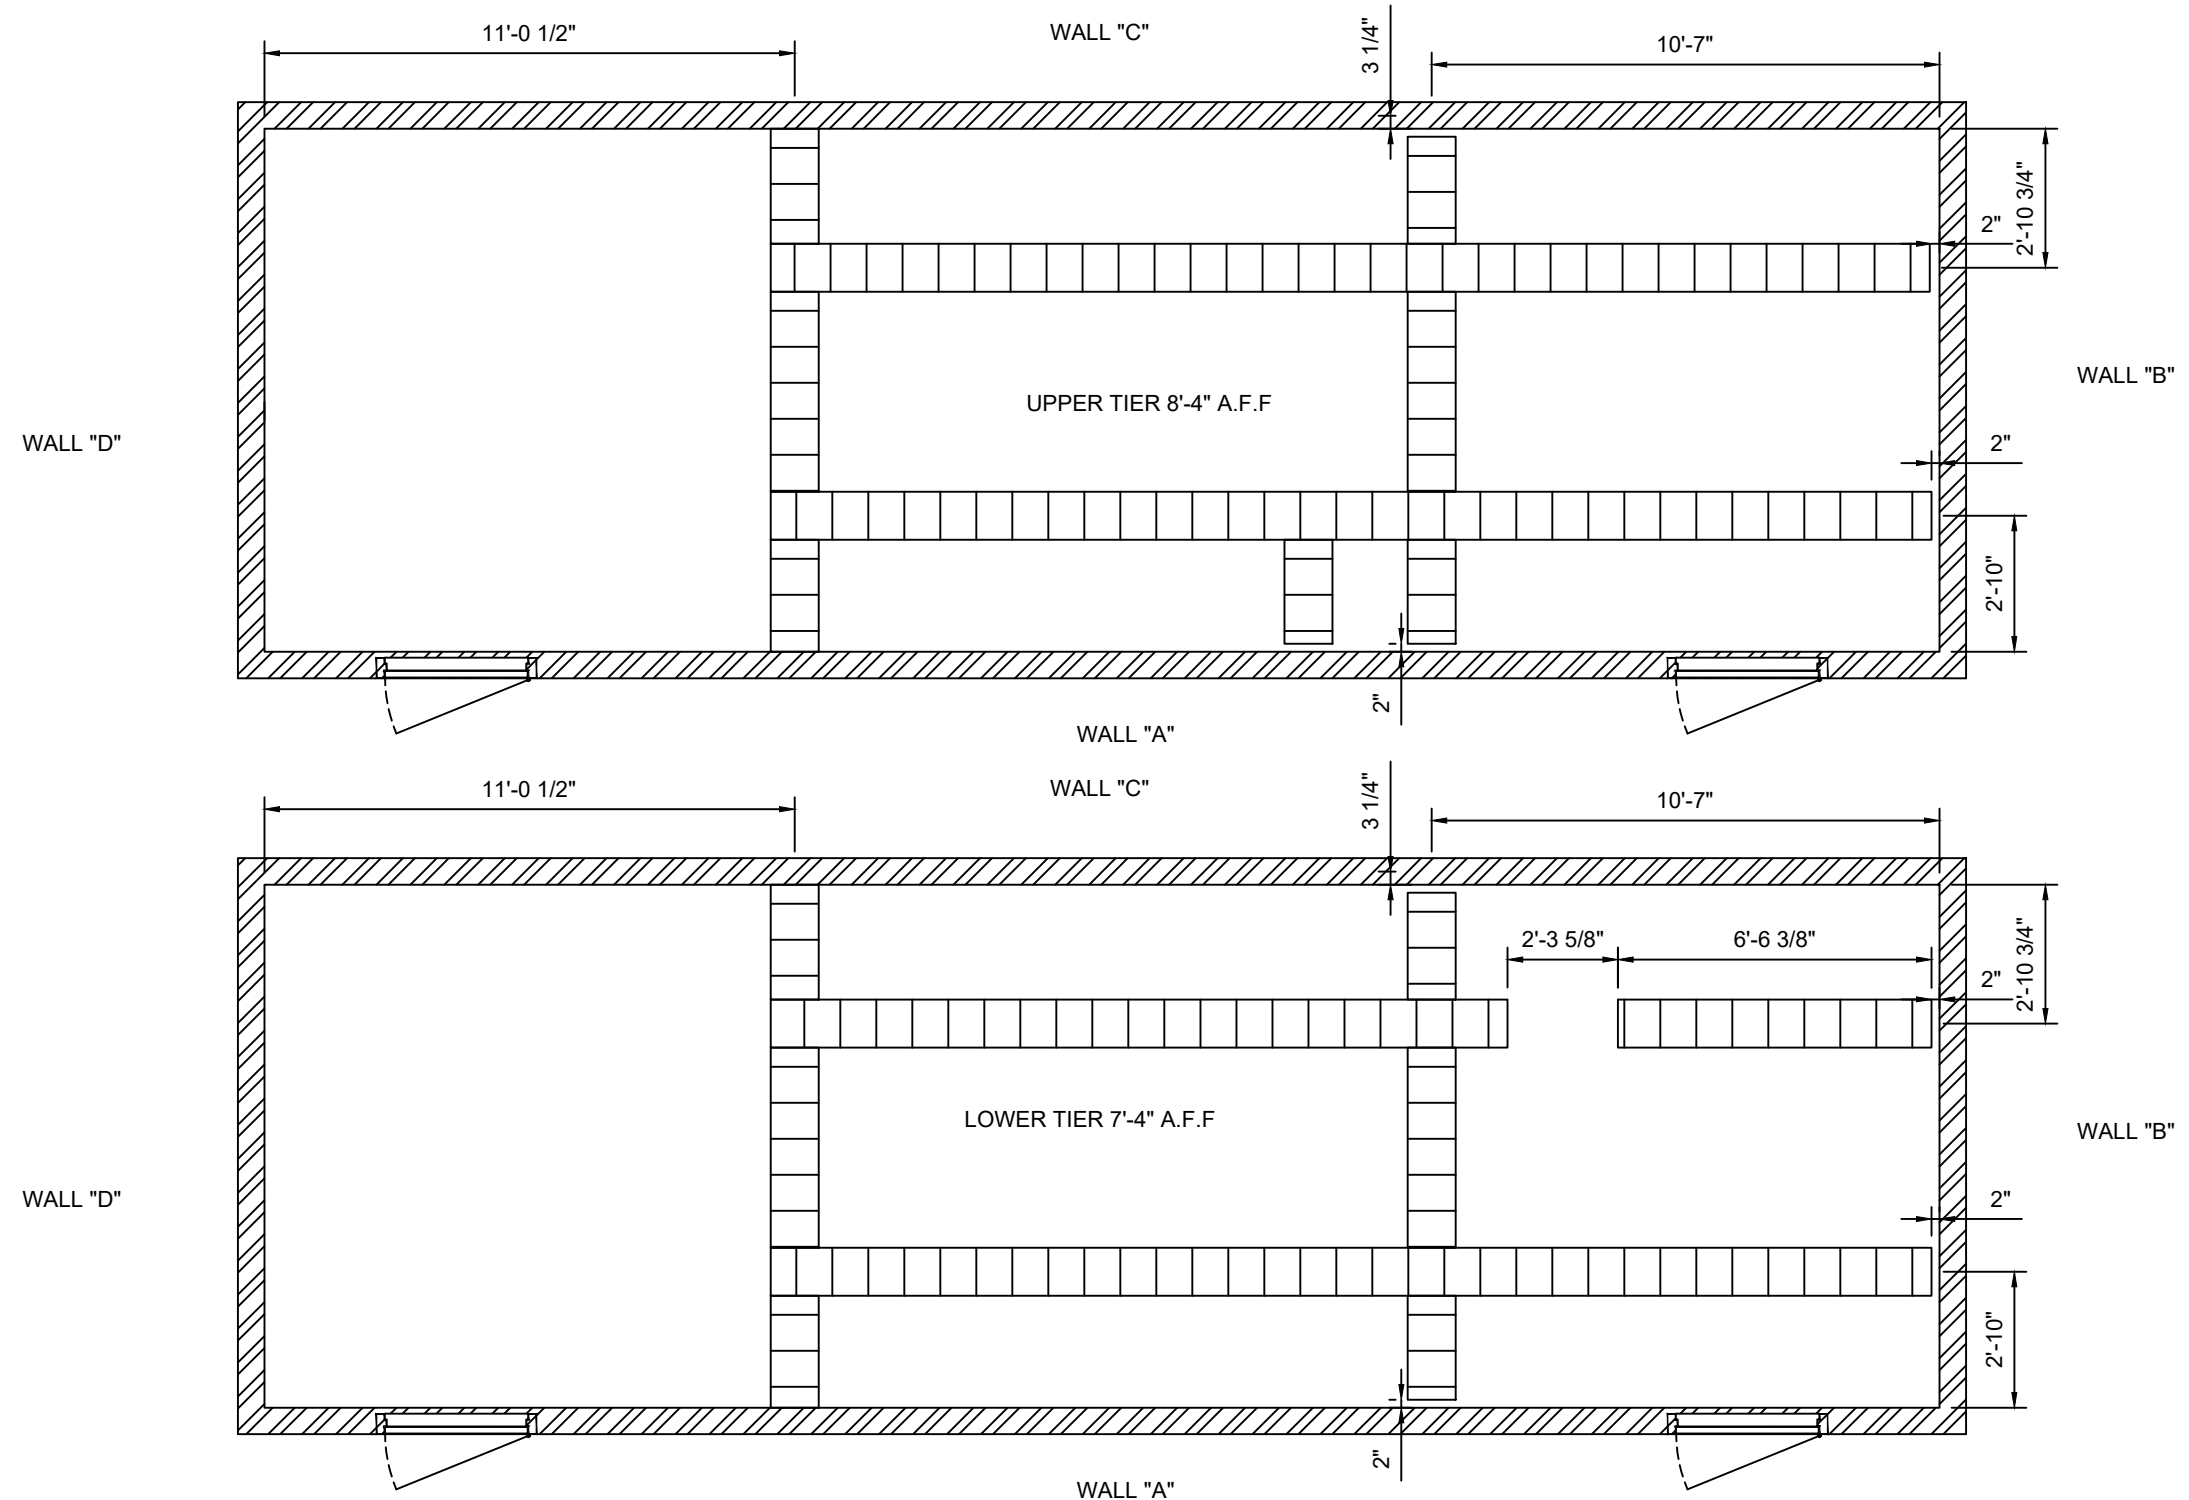 11'-0 1/2"
WALL "C"
3 1/4"
10'-7"
2'-10 3/4"
2"
WALL "B"
UPPER TIER 8'-4" A.F.F
WALL "D"
2"
2'-10"
2"
WALL "A"
11'-0 1/2"
WALL "C"
3 1/4"
10'-7"
2'-3 5/8"
6'-6 3/8"
2'-10 3/4"
2"
LOWER TIER 7'-4" A.F.F
WALL "B"
WALL "D"
2"
2'-10"
2"
WALL "A"